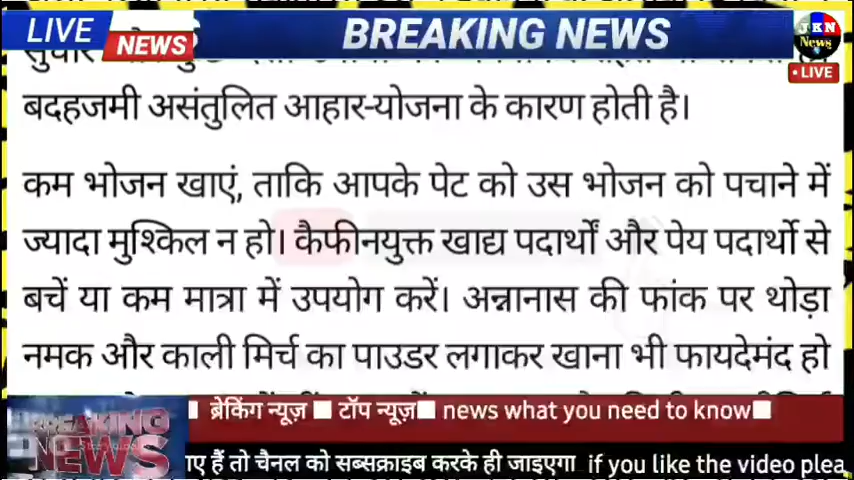 LIVE
NEWS
BREAKING NEWS
JKN
News
LIVE
बदहजमी असंतुलित आहार-योजना के कारण होती है।
कम भोजन खाएं, ताकि आपके पेट को उस भोजन को पचाने में
ज्यादा मुश्किल न हो। कैफीनयुक्त खाद्य पदार्थों और पेय पदार्थो से
बचें या कम मात्रा में उपयोग करें। अन्नानास की फांक पर थोड़ा
नमक और काली मिर्च का पाउडर लगाकर खाना भी फायदेमंद हो
BREAKING
NEWS
ब्रेकिंग न्यूज़ टॉप न्यूज़ news what you need to know
हैं तो चैनल को सब्सक्राइब करके ही जाइएगा if you like the video plea